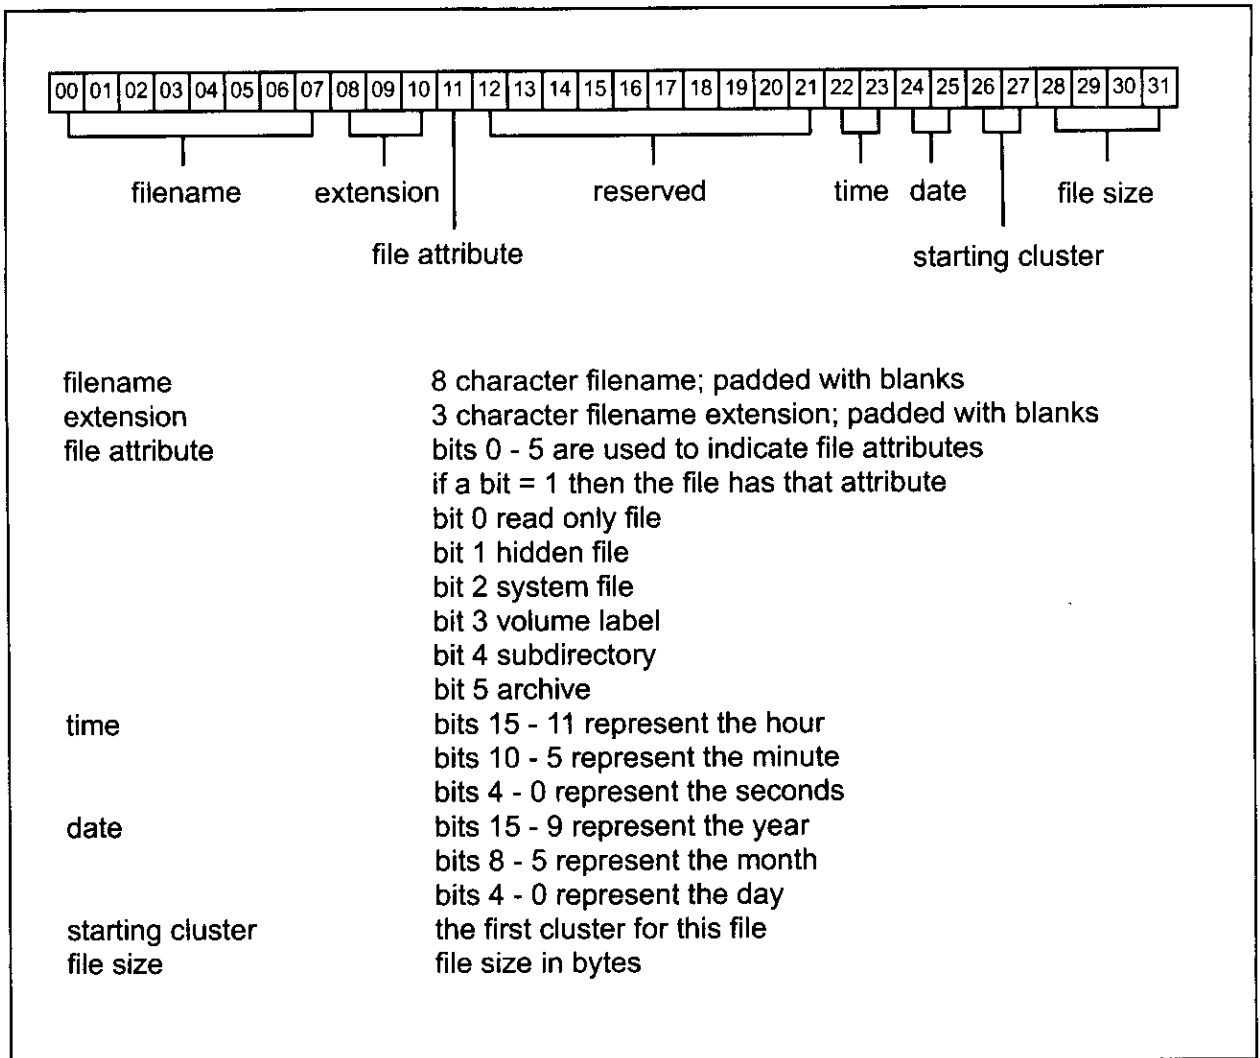 00 01 02 03 04 05 06 07 08 09 10 11 12 13 14 15 16 17 18 19 20 21 22 23 24 25 26 27 28 29 30 31
filename extension reserved time date file size
file attribute starting cluster
filename 8 character filename; padded with blanks
extension 3 character filename extension; padded with blanks
file attribute bits 0 - 5 are used to indicate file attributes
if a bit = 1 then the file has that attribute
bit 0 read only file
bit 1 hidden file
bit 2 system file
bit 3 volume label
bit 4 subdirectory
bit 5 archive
time bits 15 - 11 represent the hour
bits 10 - 5 represent the minute
bits 4 - 0 represent the seconds
date bits 15 - 9 represent the year
bits 8 - 5 represent the month
bits 4 - 0 represent the day
starting cluster the first cluster for this file
file size file size in bytes